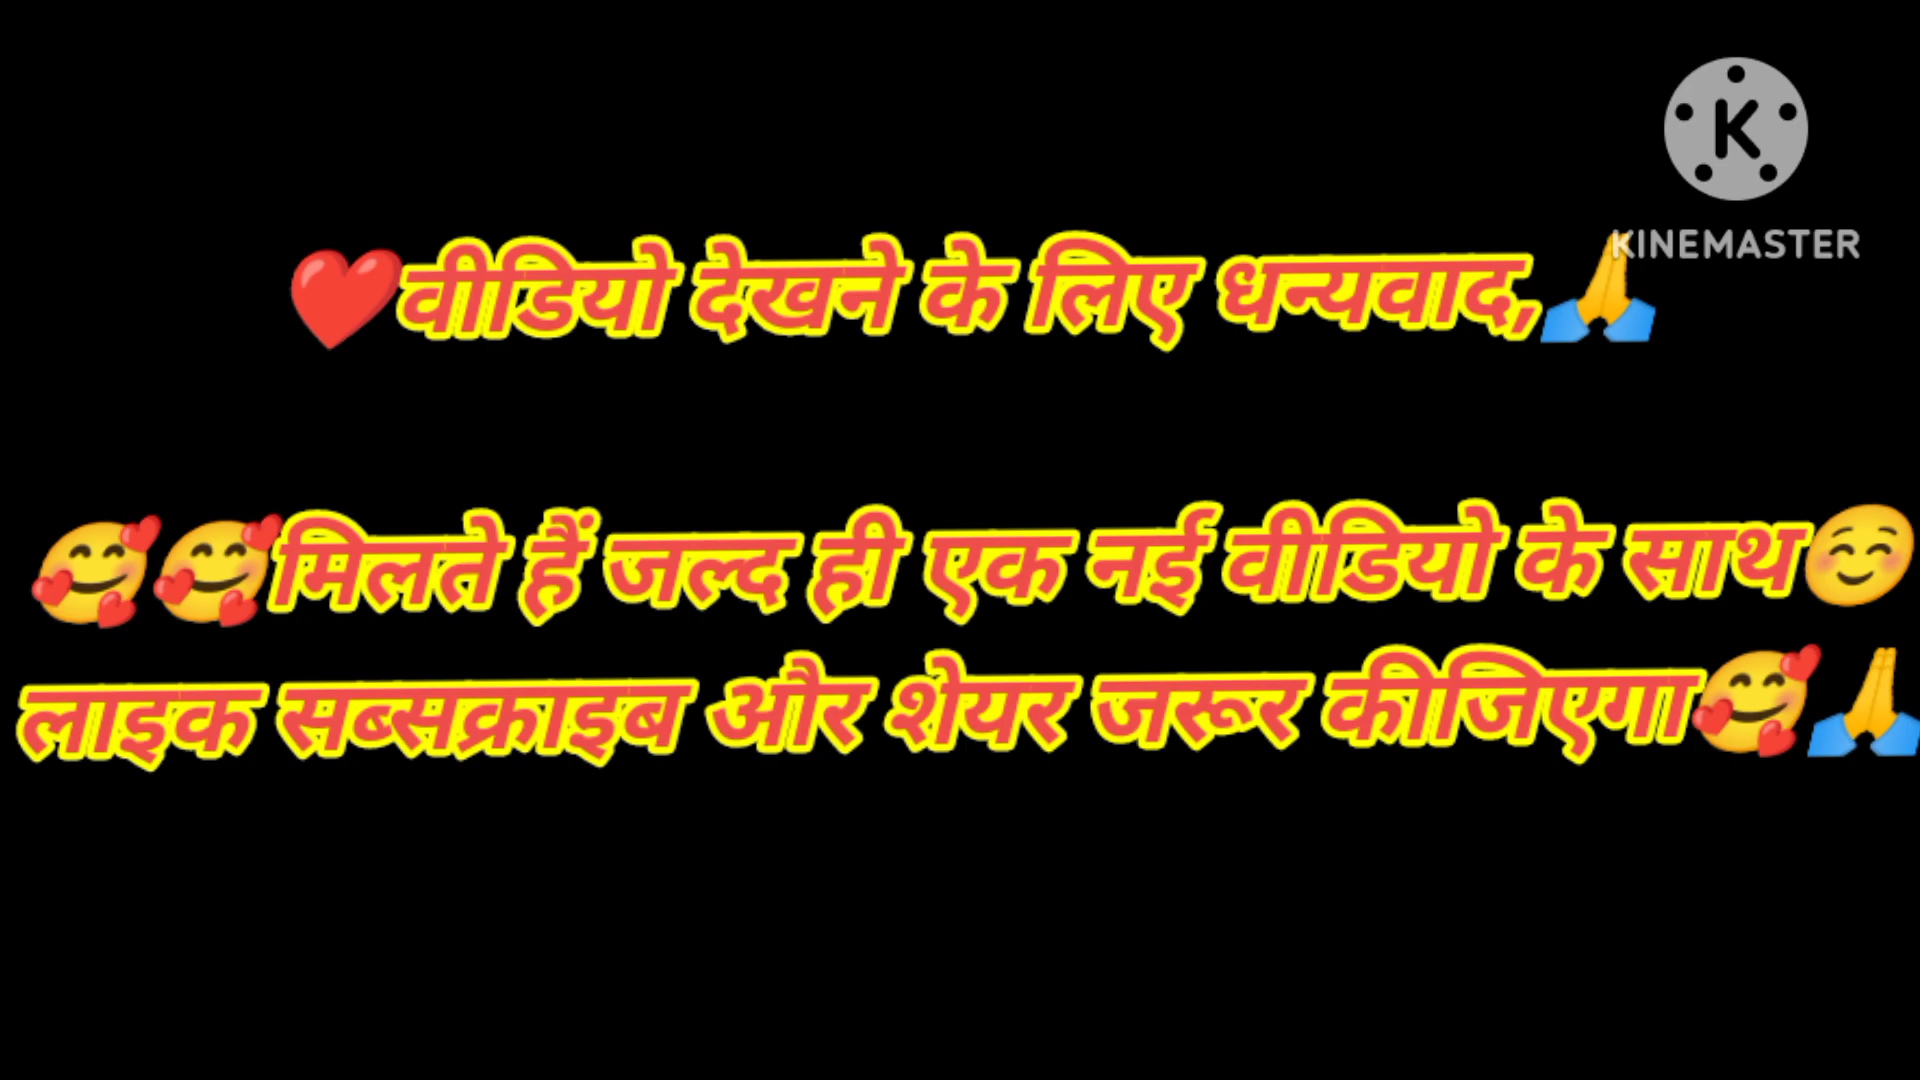 K
KINEMASTER
❤️वीडियो देखने के लिए धन्यवाद,🙏
🥰🥰मिलते हैं जल्द ही एक नई वीडियो के साथ☺️
लाइक सब्सक्राइब और शेयर जरूर कीजिएगा🥰🙏